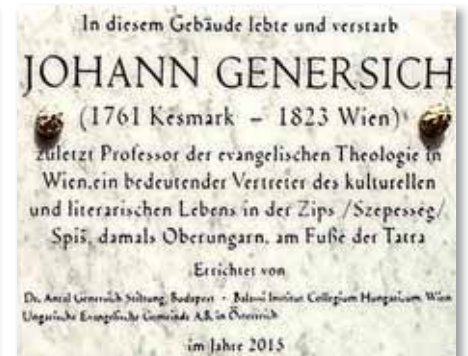 In diesem Gebäude lebte und verstarb
JOHANN GENERSICH
(1761 Kesmark – 1823 Wien)
zuletzt Professor der evangelischen Theologie in
Wien,ein bedeutender Vertreter des kulturellen
und literarischen Lebens in der Zips /Szepesség/
Spiš, damals Oberungarn, am Fuße der Tatra
Errichtet von
Dr. Antal Genersich Stiftung, Budapest - Balassi Institut Collegium Hungaricum Wien
Ungarische Evangelische Gemeinde A.B. in Österreich
im Jahre 2015